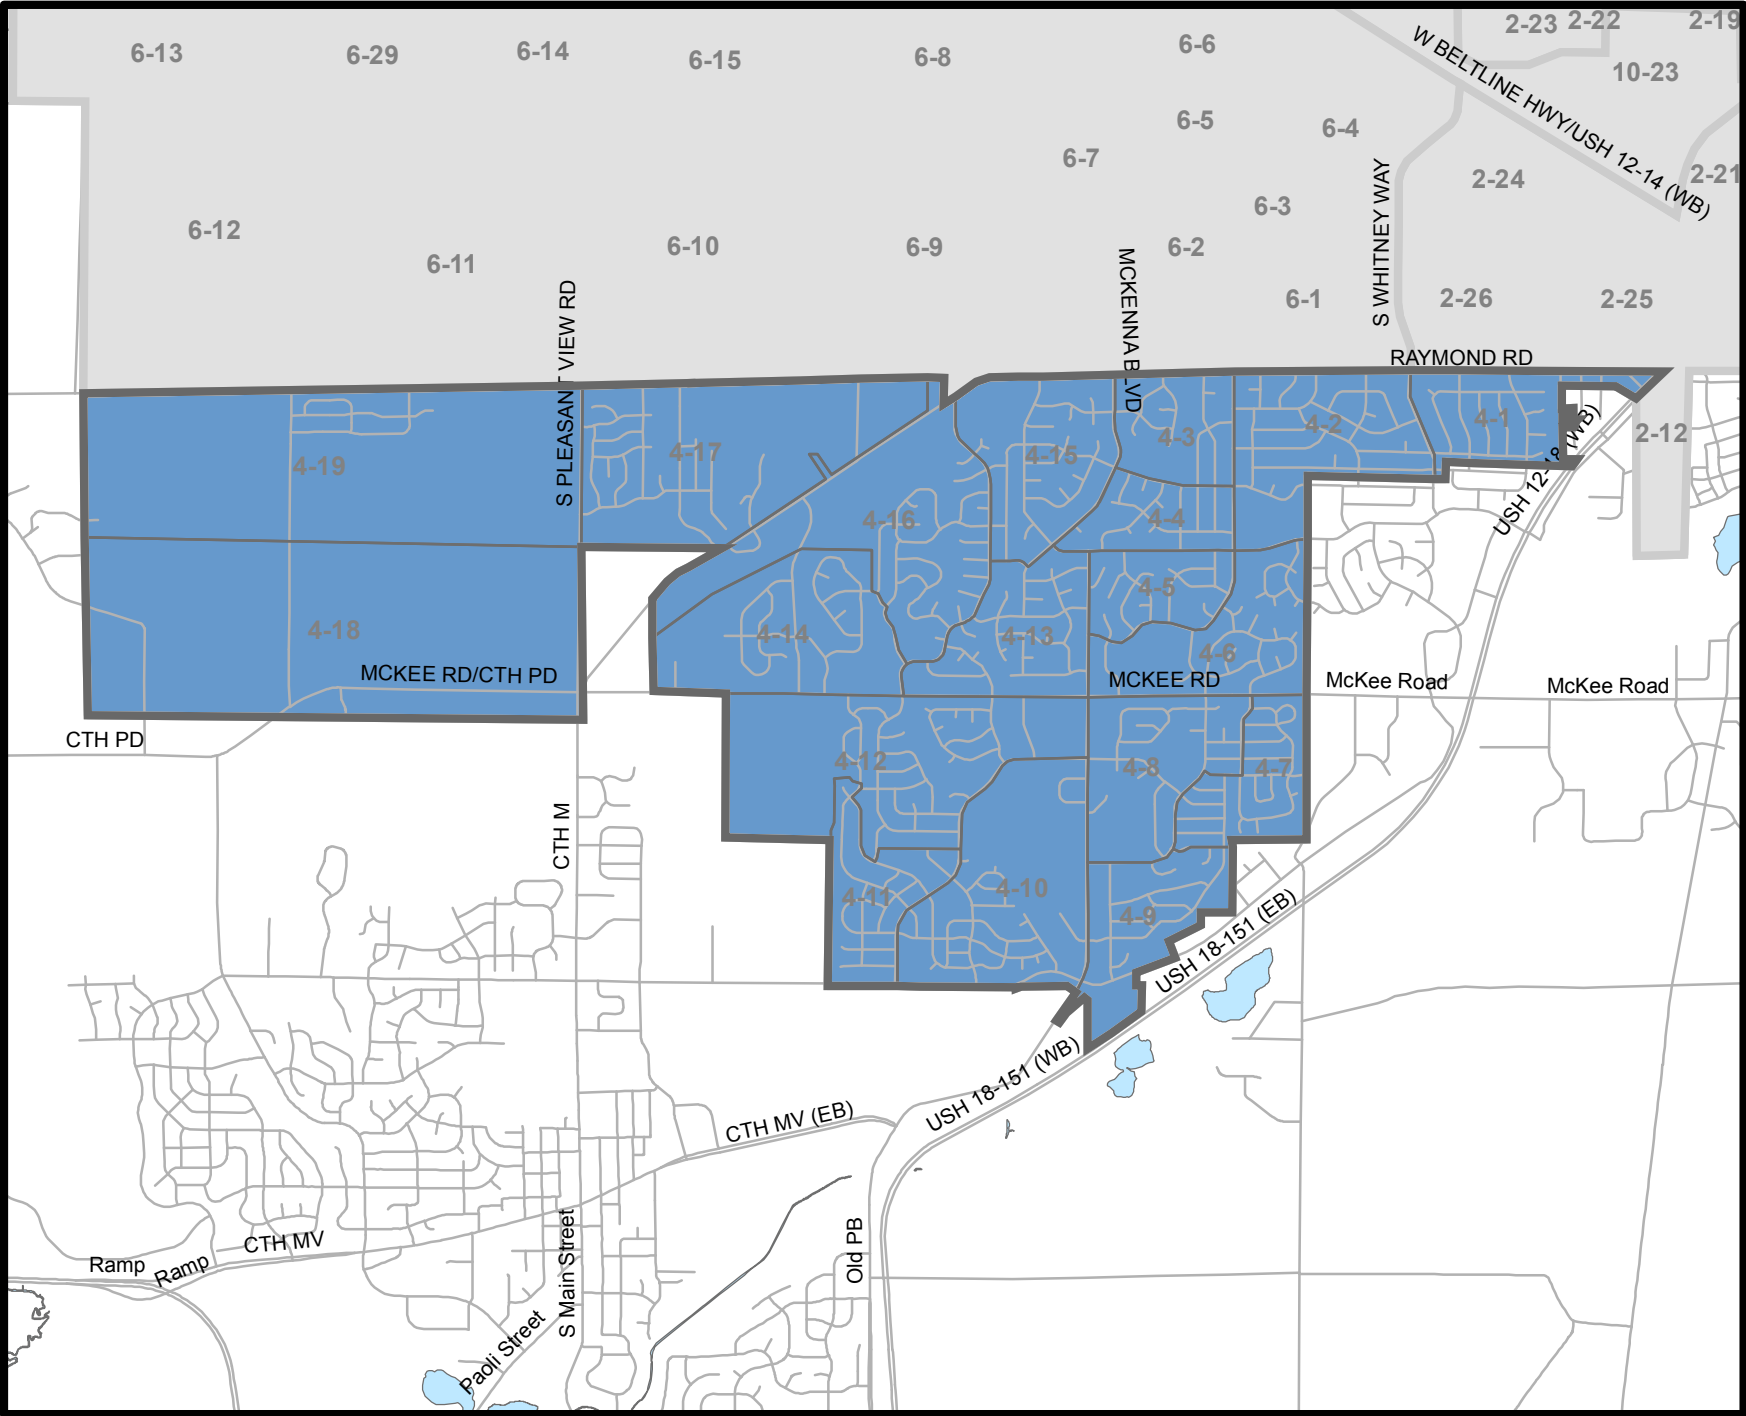 6-13
6-29
6-14
6-15
6-8
6-6
2-23
2-22
2-19
10-23
W BELTLINE HWY/USH 12-14 (WB)
6-5
6-4
6-7
2-24
2-21
6-3
6-12
6-11
6-10
6-9
6-2
6-1
2-26
2-25
S PLEASANT VIEW RD
MCKENNA BLVD
S WHITNEY WAY
RAYMOND RD
4-19
4-17
4-15
4-3
4-2
4-1
2-12
USH 12-18 (WB)
4-16
4-4
4-5
4-18
4-14
4-13
4-6
MCKEE RD/CTH PD
MCKEE RD
McKee Road
McKee Road
CTH PD
4-12
4-8
4-7
CTH M
4-11
4-10
4-9
USH 18-151 (EB)
USH 18-151 (WB)
CTH MV (EB)
CTH MV
Ramp
Ramp
S Main Street
Old PB
Paoli Street